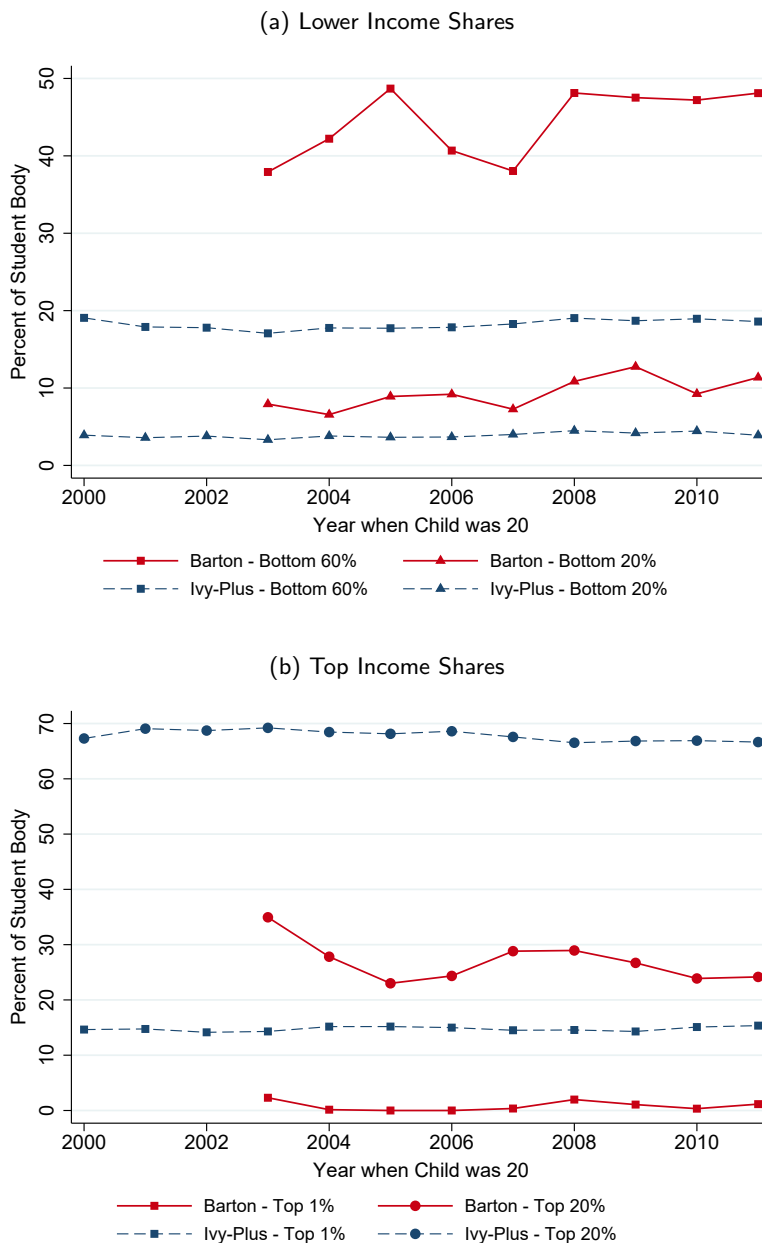 (a) Lower Income Shares
Percent of Student Body
50
40
30
20
10
0
2000 2002 2004 2006 2008 2010
Year when Child was 20
Barton - Bottom 60% Barton - Bottom 20%
Ivy-Plus - Bottom 60% Ivy-Plus - Bottom 20%
(b) Top Income Shares
Percent of Student Body
70
60
50
40
30
20
10
0
2000 2002 2004 2006 2008 2010
Year when Child was 20
Barton - Top 1% Barton - Top 20%
Ivy-Plus - Top 1% Ivy-Plus - Top 20%